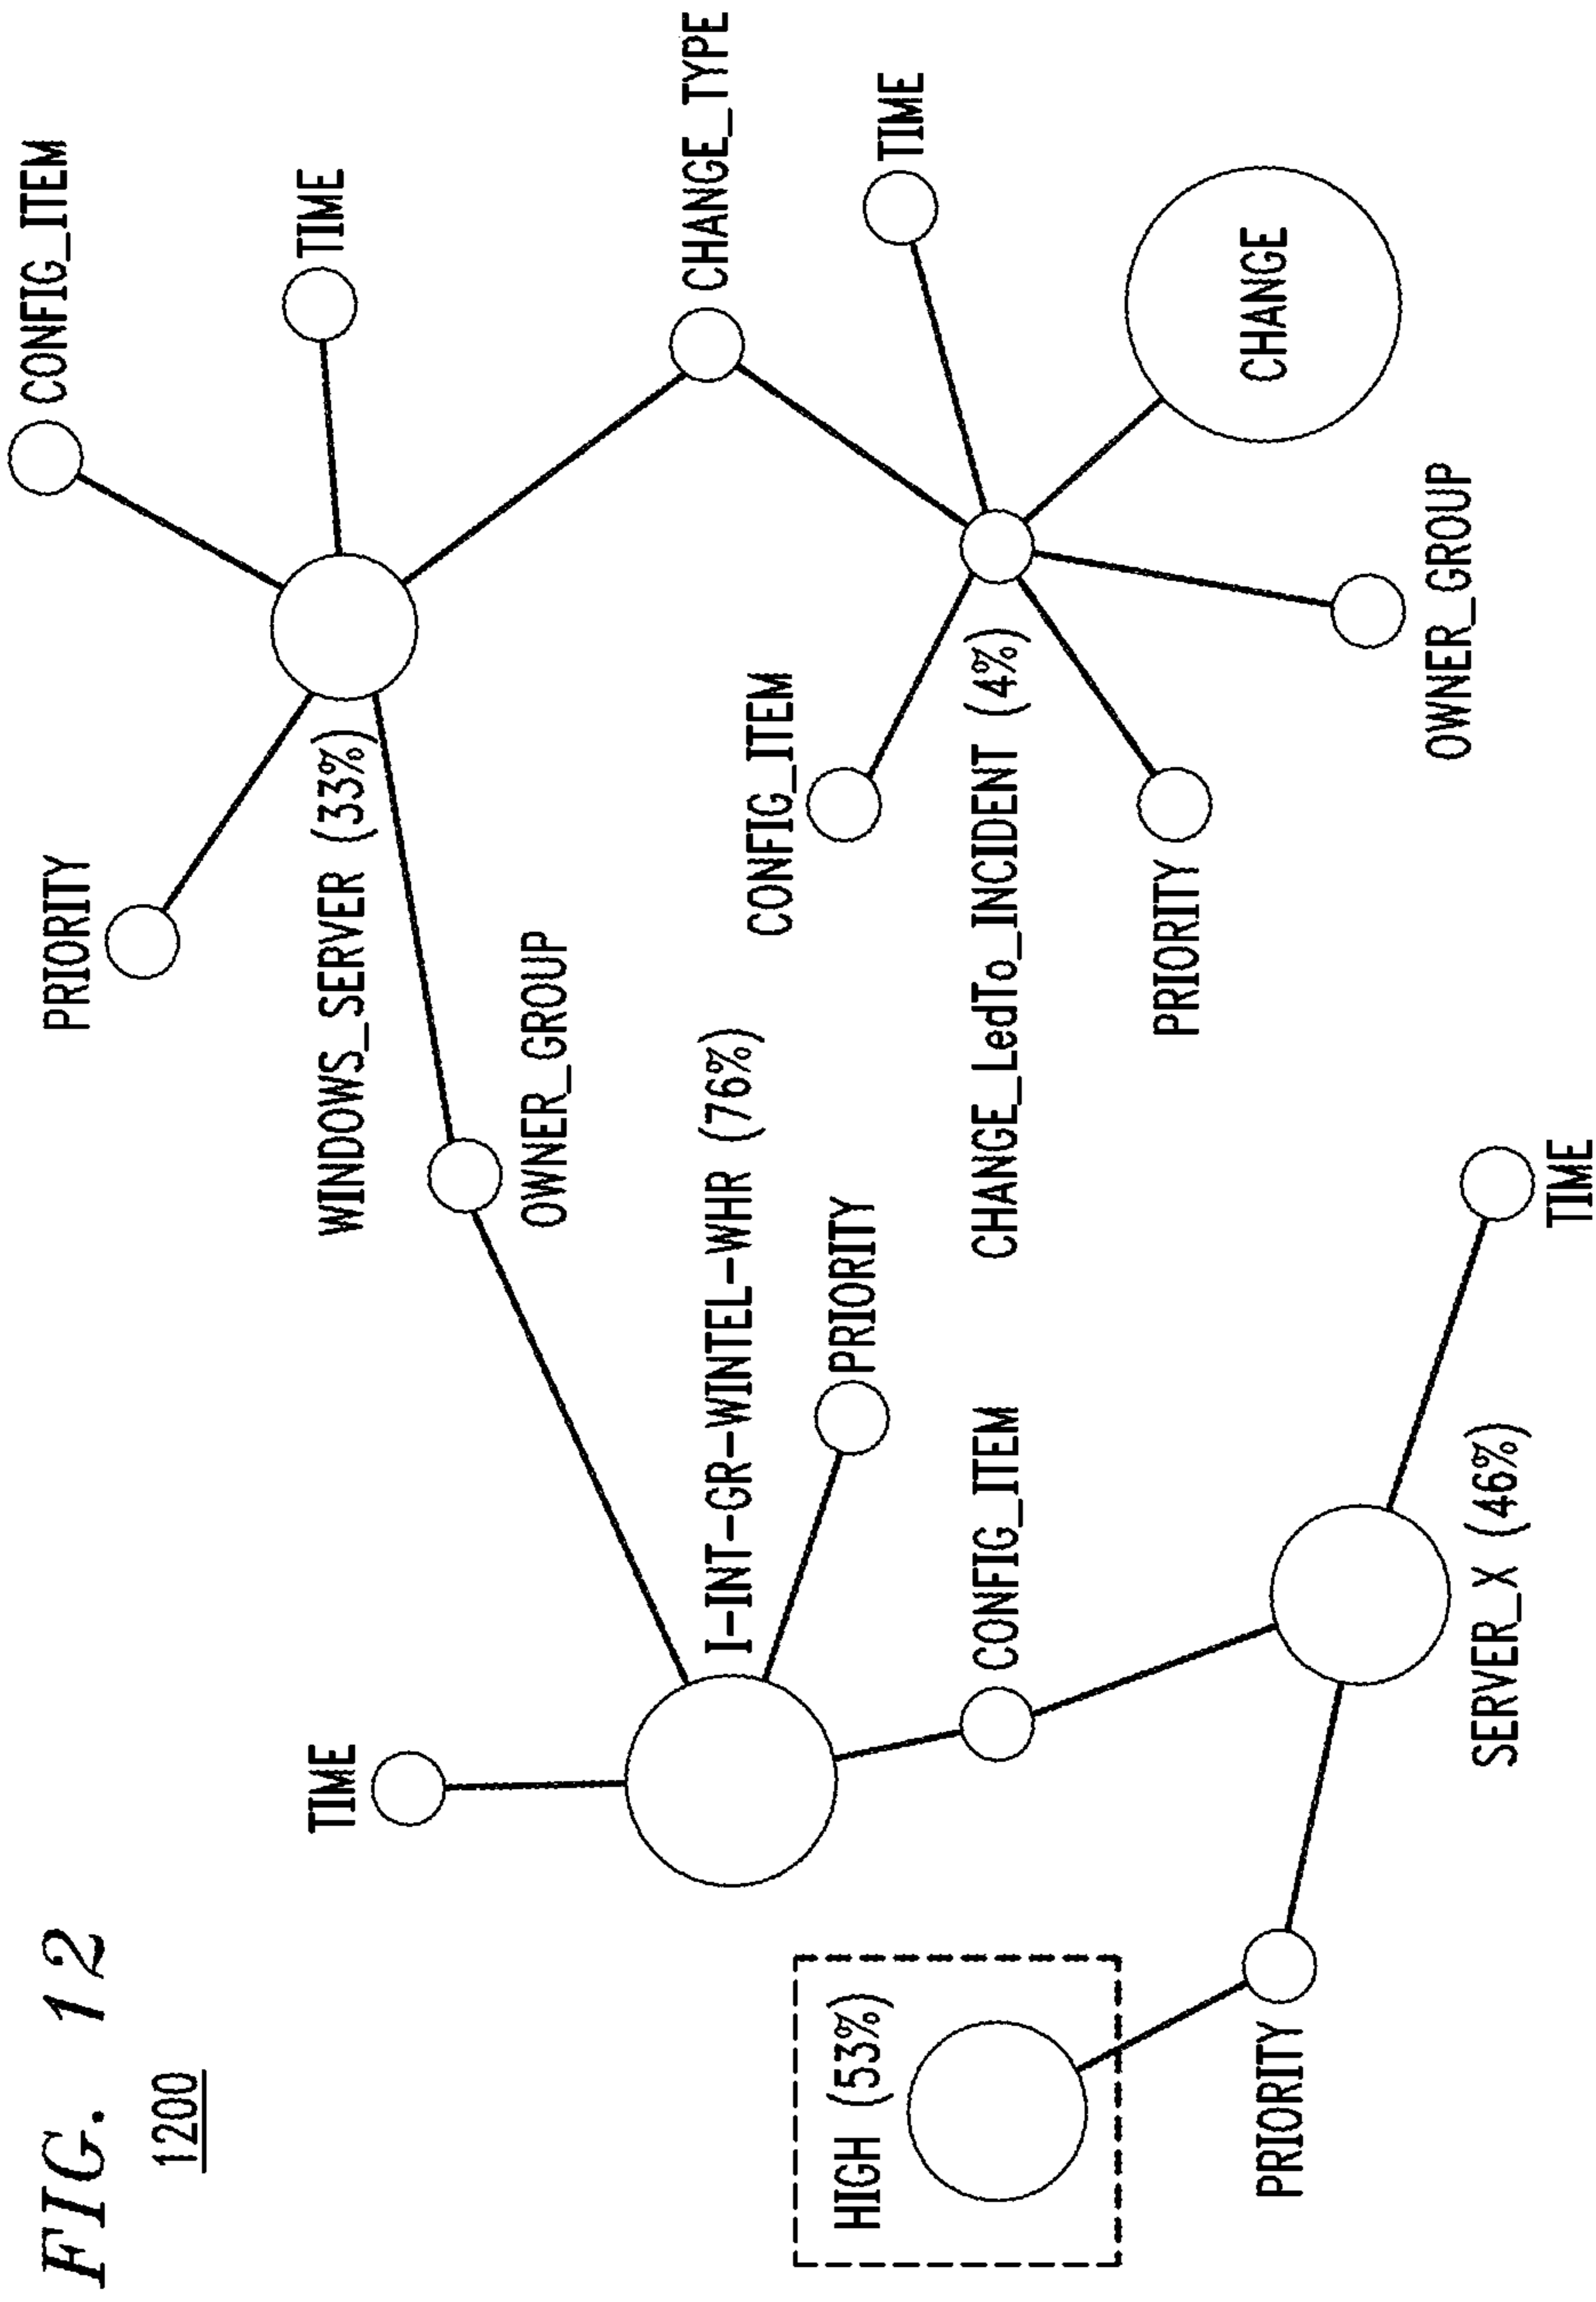 FIG. 12
1200
CONFIG_ITEM
TIME
PRIORITY
WINDOWS_SERVER (33%)
CHANGE_TYPE
OWNER_GROUP
TIME
I-INT-GR-WINTEL-WHR (76%)
PRIORITY
CONFIG_ITEM
TIME
CHANGE_LedTo_INCIDENT (4%)
CHANGE
PRIORITY
OWNER_GROUP
CONFIG_ITEM
HIGH (53%)
PRIORITY
SERVER_X (46%)
TIME